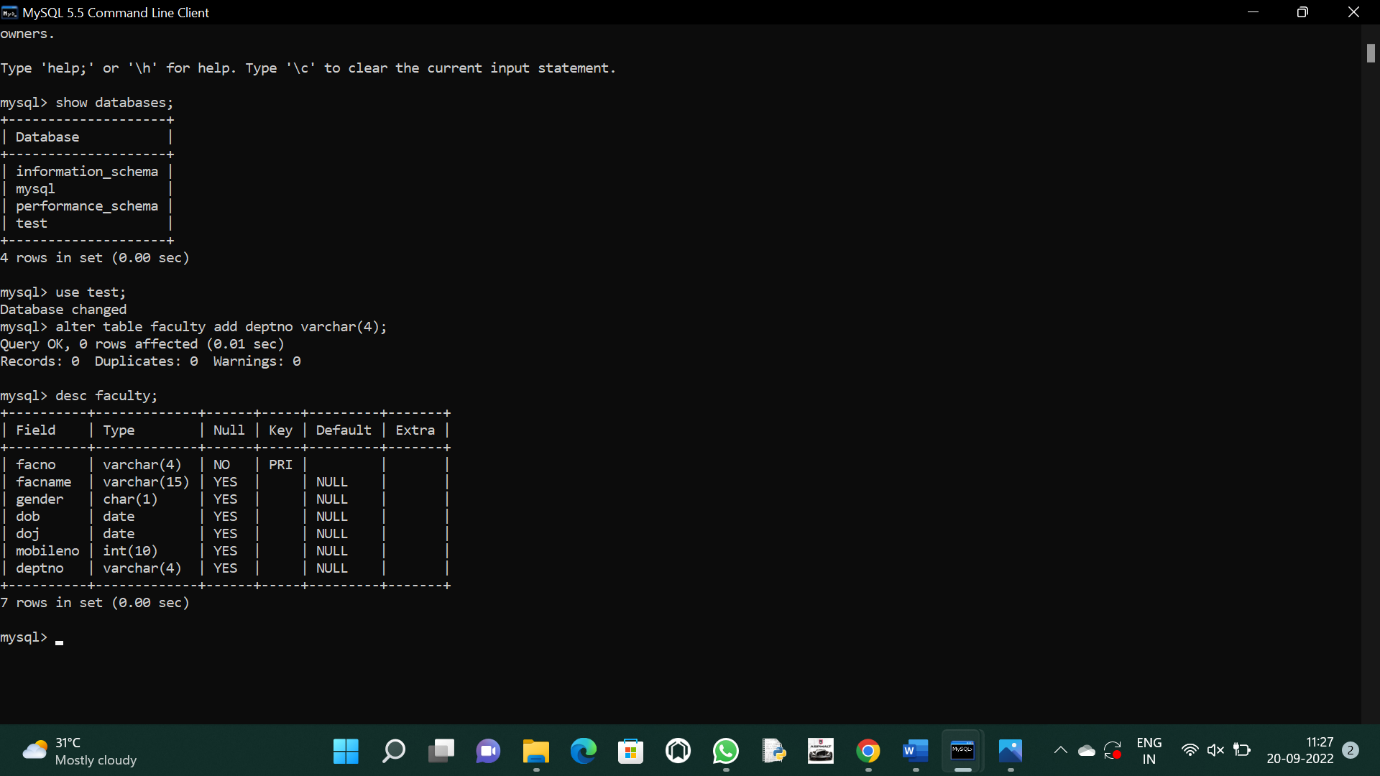 MySQL 5.5 Command Line Client
owners.
Type 'help;' or '\h' for help. Type '\c' to clear the current input statement.
mysql> show databases;
+--------------------+
| Database           |
+--------------------+
| information_schema |
| mysql              |
| performance_schema |
| test               |
+--------------------+
4 rows in set (0.00 sec)
mysql> use test;
Database changed
mysql> alter table faculty add deptno varchar(4);
Query OK, 0 rows affected (0.01 sec)
Records: 0  Duplicates: 0  Warnings: 0
mysql> desc faculty;
+----------+-------------+------+-----+---------+-------+
| Field    | Type        | Null | Key | Default | Extra |
+----------+-------------+------+-----+---------+-------+
| facno    | varchar(4)  | NO   | PRI |         |       |
| facname  | varchar(15) | YES  |     | NULL    |       |
| gender   | char(1)     | YES  |     | NULL    |       |
| dob      | date        | YES  |     | NULL    |       |
| doj      | date        | YES  |     | NULL    |       |
| mobileno | int(10)     | YES  |     | NULL    |       |
| deptno   | varchar(4)  | YES  |     | NULL    |       |
+----------+-------------+------+-----+---------+-------+
7 rows in set (0.00 sec)
mysql> _
31°C
Mostly cloudy
ENG
IN
11:27
20-09-2022
2